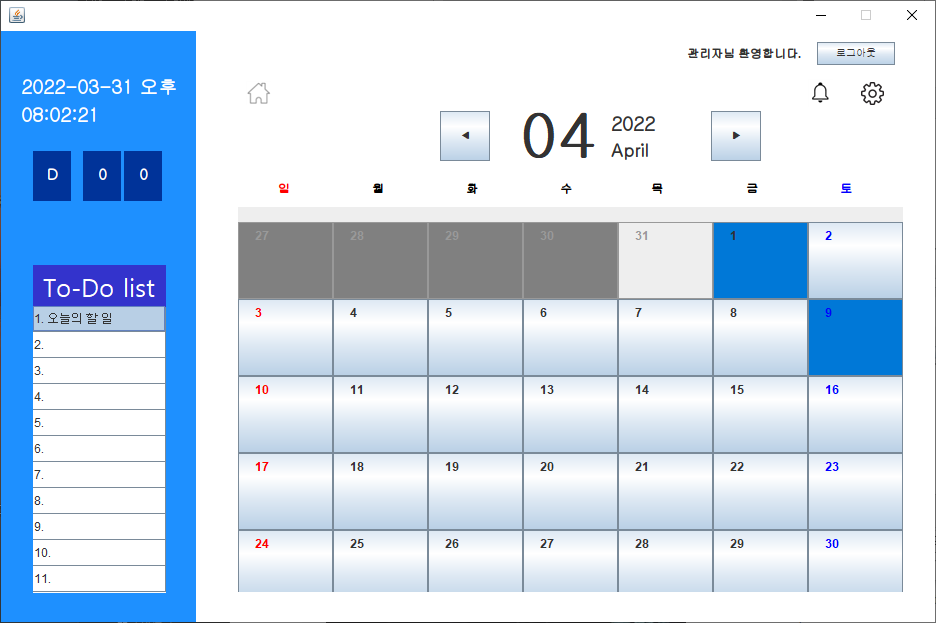 관리자님 환영합니다.
로그아웃
2022-03-31 오후
08:02:21
D 0 0
04
2022
April
일 월 화 수 목 금 토
27 28 29 30 31 1 2
3 4 5 6 7 8 9
10 11 12 13 14 15 16
17 18 19 20 21 22 23
24 25 26 27 28 29 30
To-Do list
1. 오늘의 할 일
2.
3.
4.
5.
6.
7.
8.
9.
10.
11.